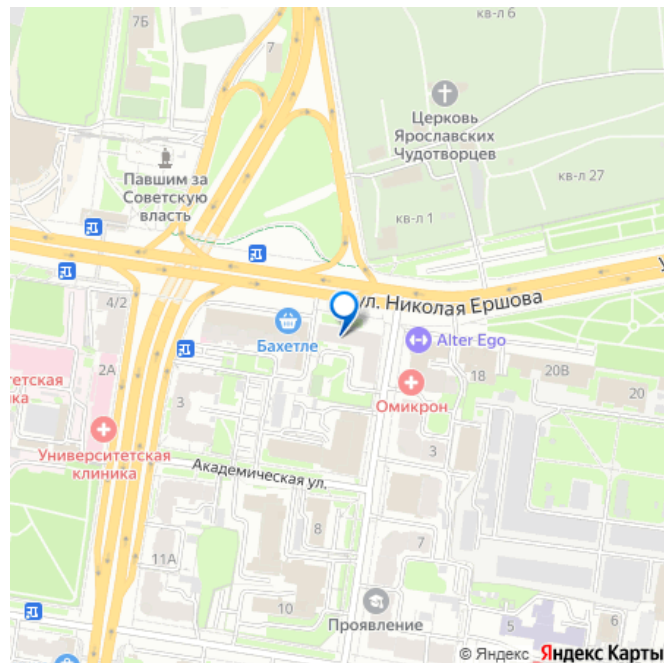 кв-л 6
7Б
7
Церковь
Ярославских
Чудотворцев
Павшим за
Советскую
власть
кв-л 27
кв-л 1
ул. Николая Ершова
4/2
Бахетле
Alter Ego
2А
18
20В
20
Омикрон
3
3
Университетская
клиника
Академическая ул.
8
11А
10
Проявление
5
6
© Яндекс Яндекс Карты